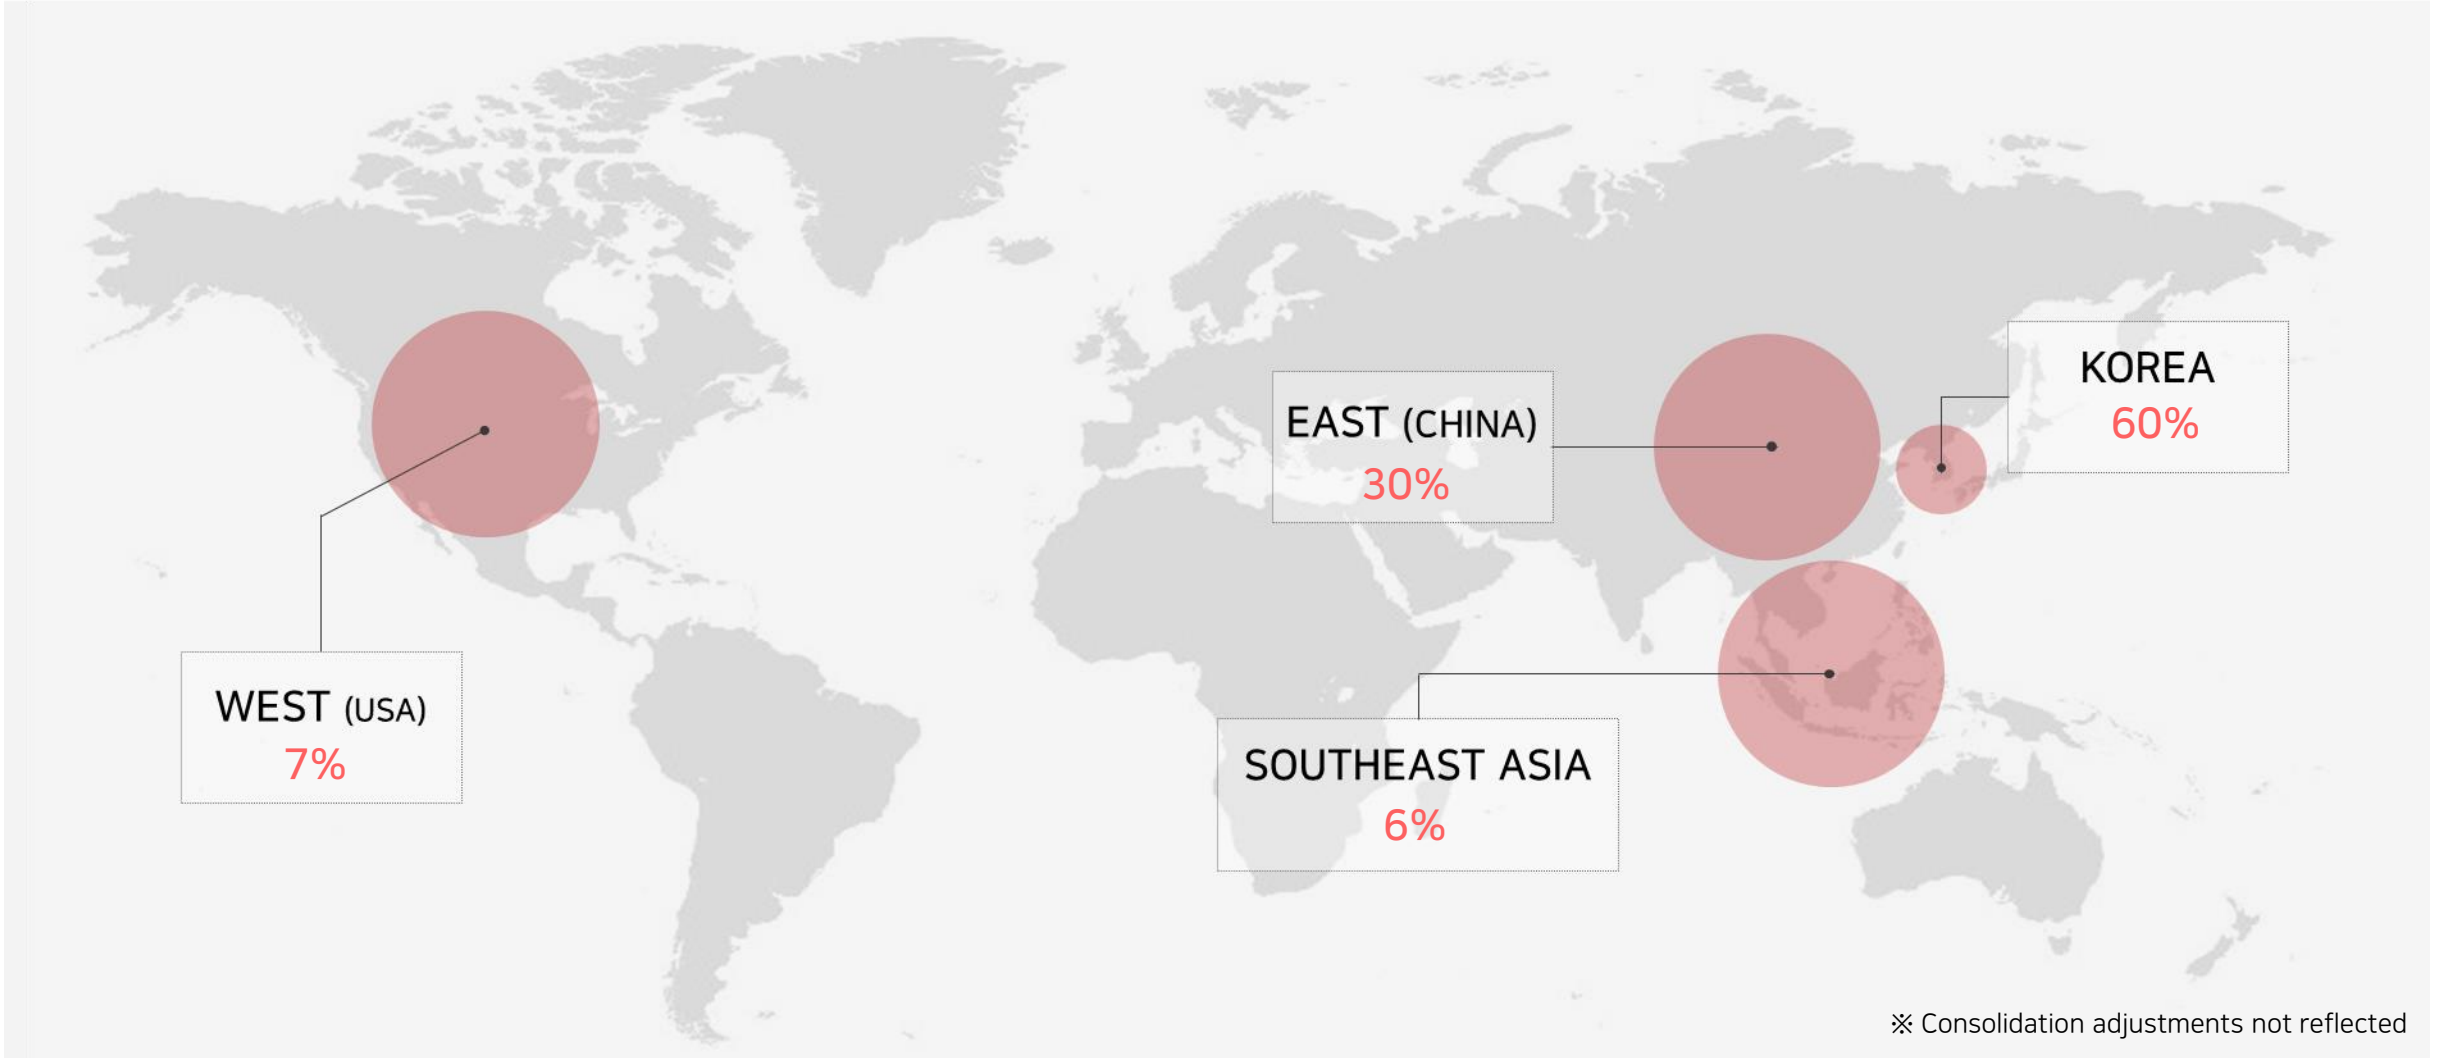 KOREA
60%
EAST (CHINA)
30%
WEST (USA)
7%
SOUTHEAST ASIA
6%
※ Consolidation adjustments not reflected